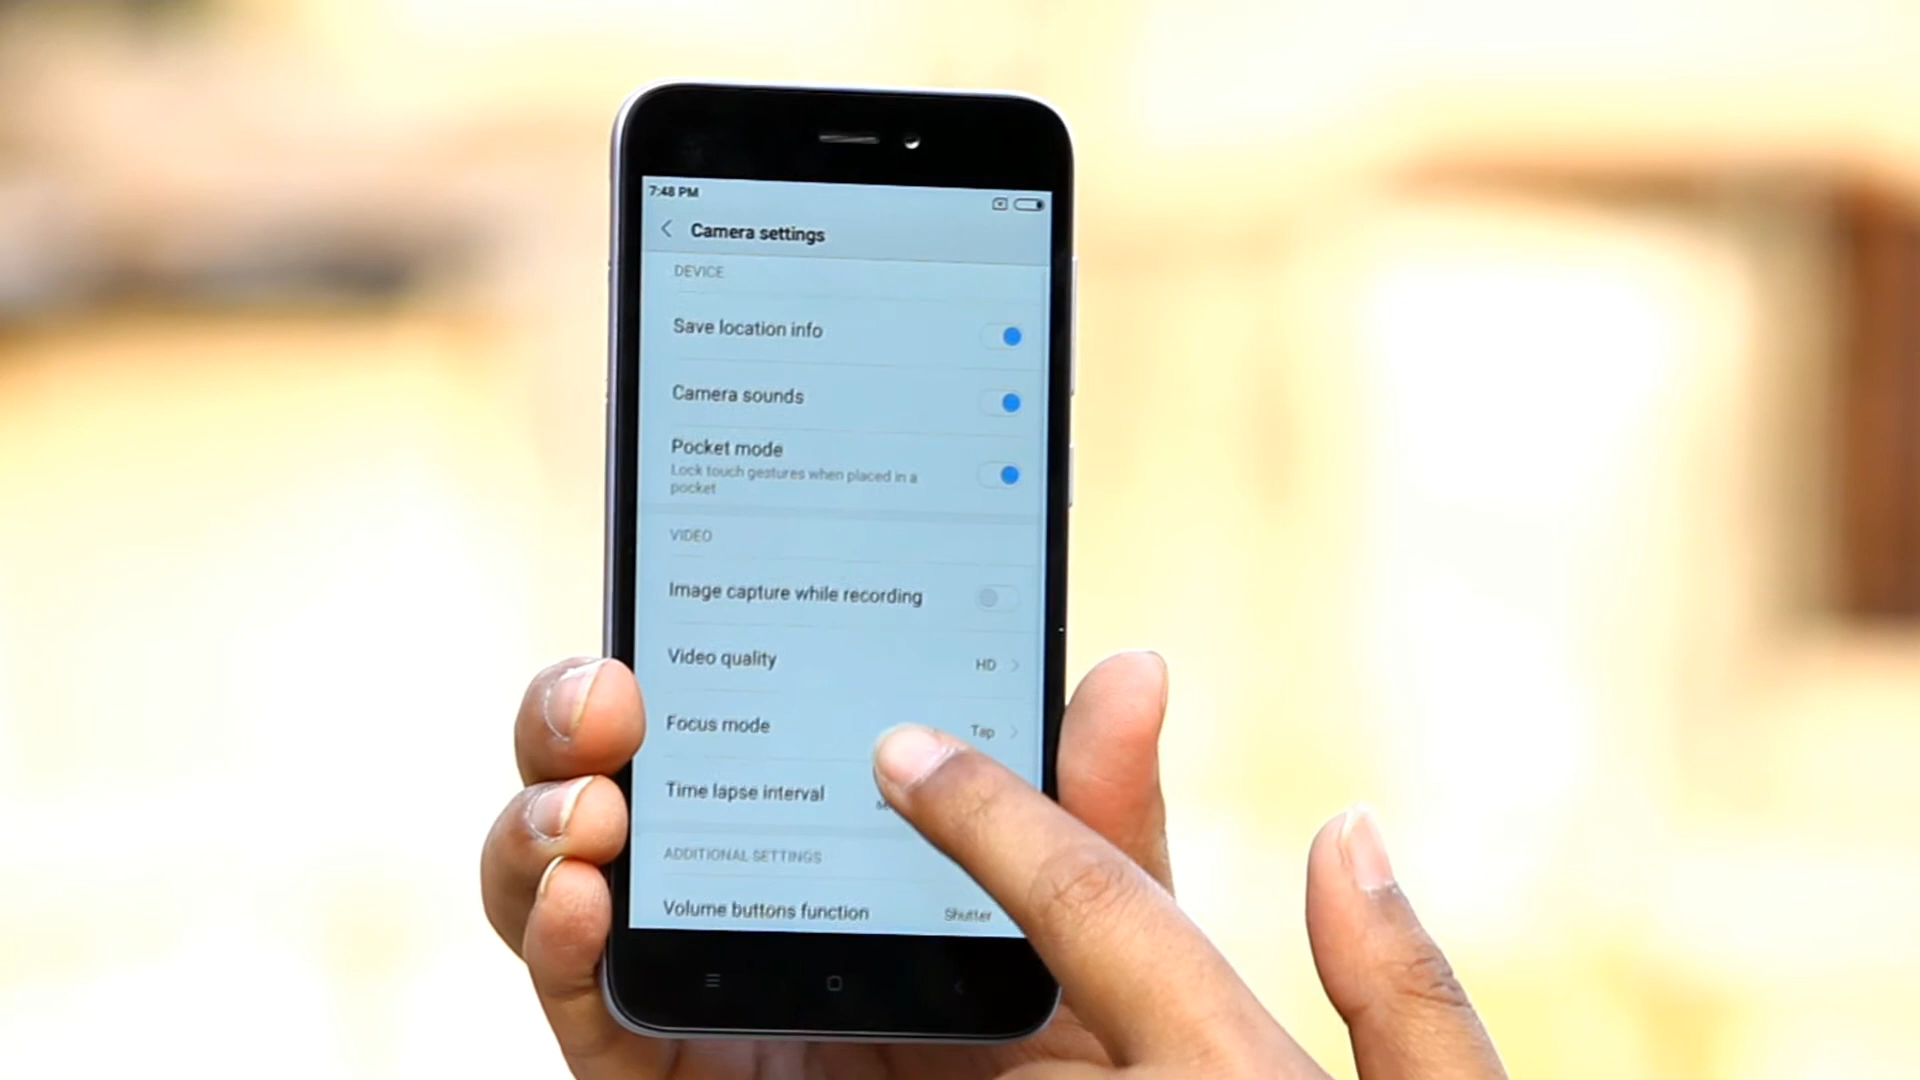 7:48 PM
Camera settings
DEVICE
Save location info
Camera sounds
Pocket mode
Lock touch gestures when placed in a
pocket
VIDEO
Image capture while recording
Video quality HD
Focus mode Tap
Time lapse interval
ADDITIONAL SETTINGS
Volume buttons function Shutter